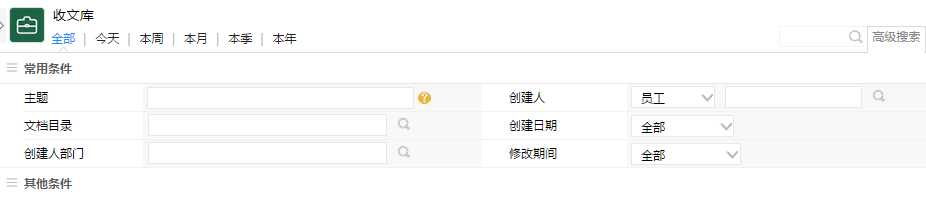 收文库
全部 | 今天 | 本周 | 本月 | 本季 | 本年
高级搜索
常用条件
主题 ? 创建人 员工
文档目录 创建日期 全部
创建人部门 修改期间 全部
其他条件